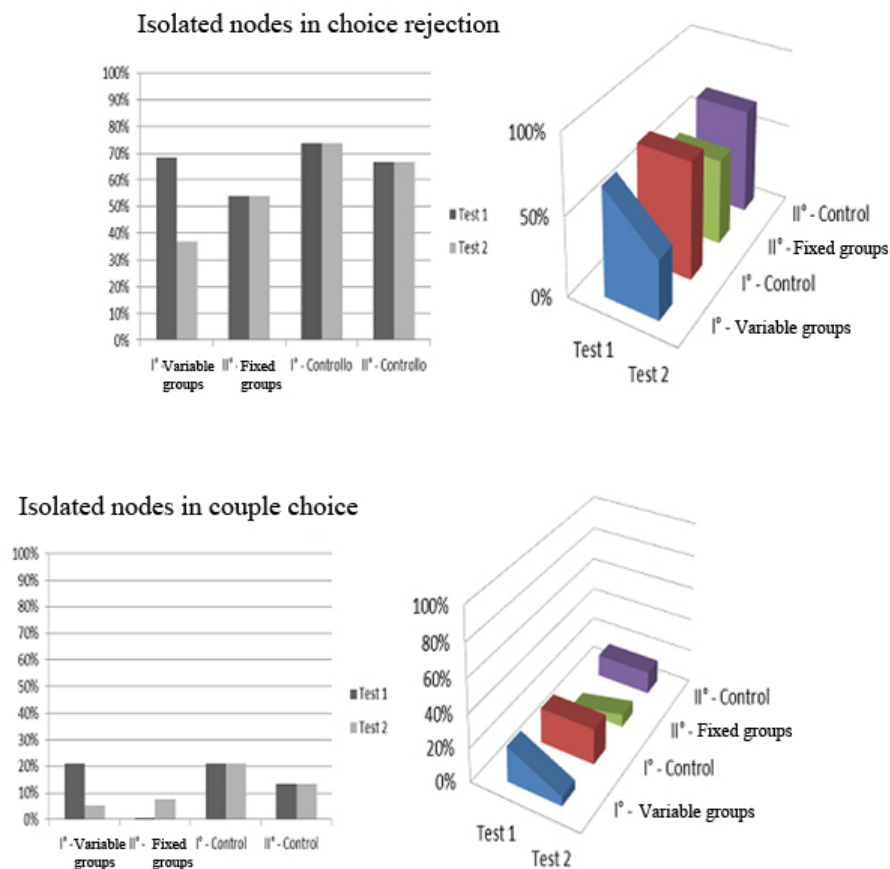 Isolated nodes in choice rejection
100%
90%
80%
70%
60%
50%
40%
30%
20%
10%
0%
I° -Variable groups
II° - Fixed groups
I° - Controllo
II° - Controllo
Test 1
Test 2
100%
50%
0%
Test 1
Test 2
II° - Control
II° - Fixed groups
I° - Control
I° - Variable groups
Isolated nodes in couple choice
100%
90%
80%
70%
60%
50%
40%
30%
20%
10%
0%
I° -Variable groups
II° - Fixed groups
I° - Control
II° - Control
Test 1
Test 2
100%
80%
60%
40%
20%
0%
Test 1
Test 2
II° - Control
II° - Fixed groups
I° - Control
I° - Variable groups